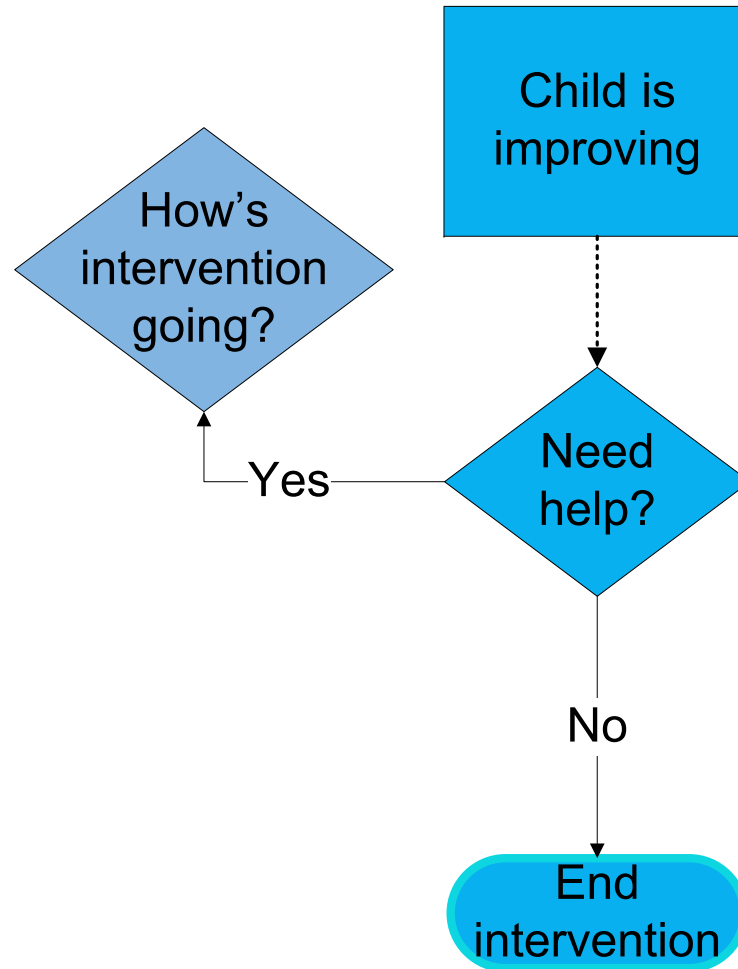 Child is
improving
How’s
intervention
going?
Need
help?
Yes
No
End
intervention